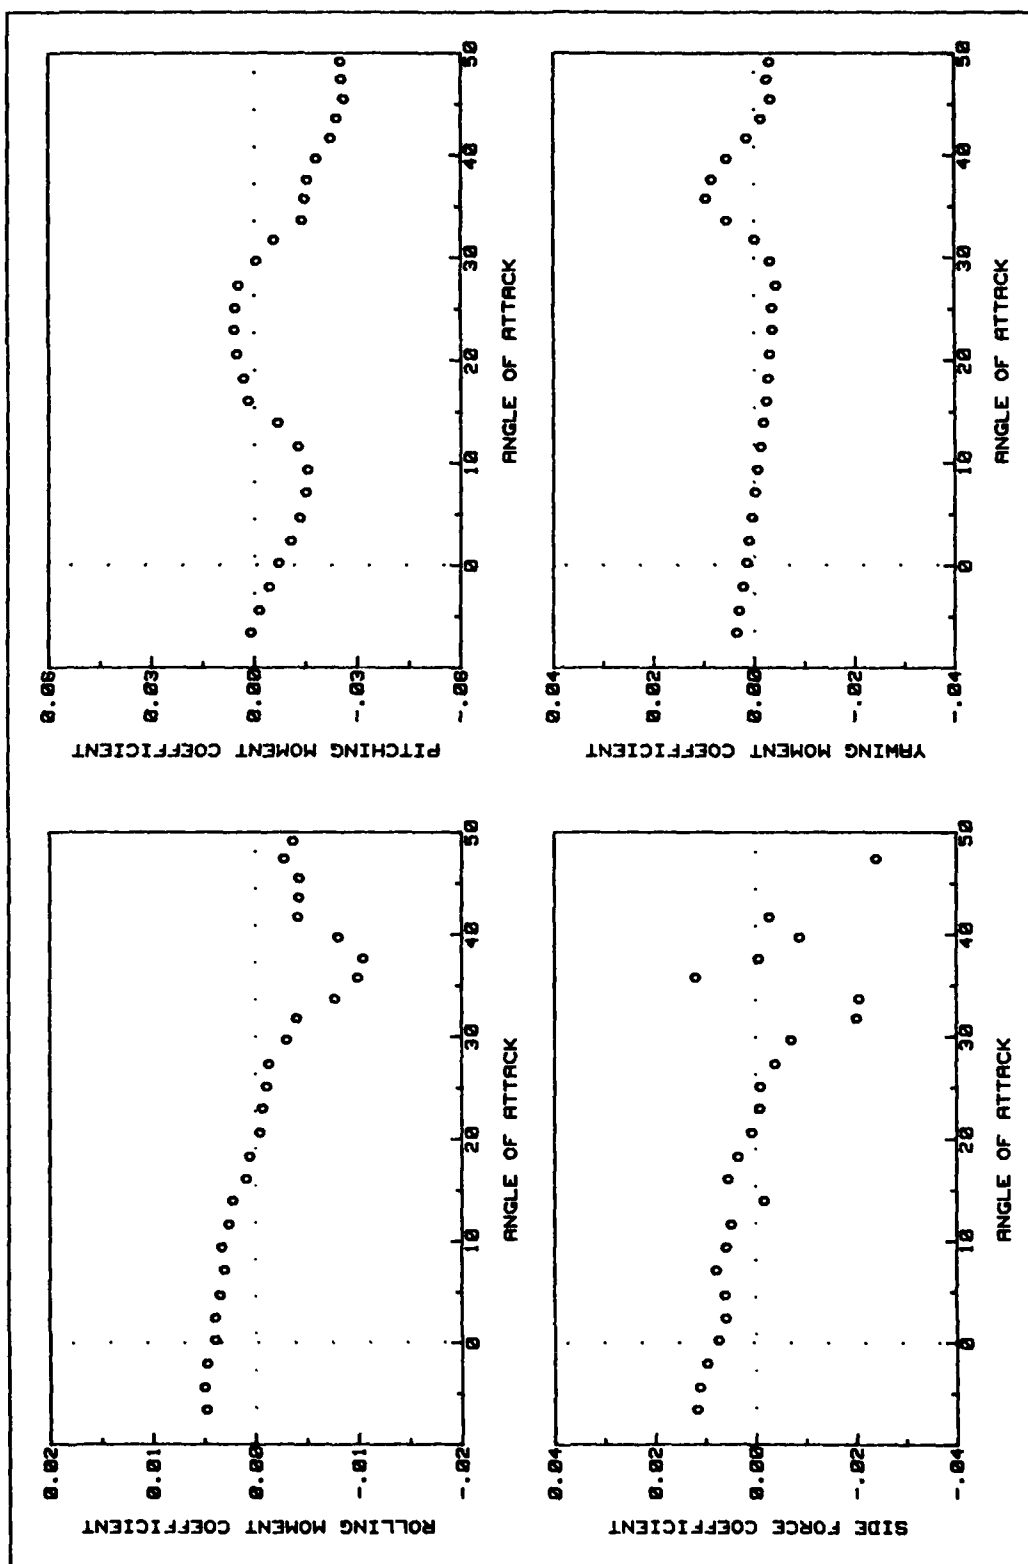 ROLLING MOMENT COEFFICIENT
0.02
0.01
0.00
-.01
-.02
0 10 20 30 40 50
ANGLE OF ATTACK
PITCHING MOMENT COEFFICIENT
0.06
0.03
0.00
-.03
-.06
0 10 20 30 40 50
ANGLE OF ATTACK
SIDE FORCE COEFFICIENT
0.04
0.02
0.00
-.02
-.04
0 10 20 30 40 50
ANGLE OF ATTACK
YAWING MOMENT COEFFICIENT
0.04
0.02
0.00
-.02
-.04
0 10 20 30 40 50
ANGLE OF ATTACK